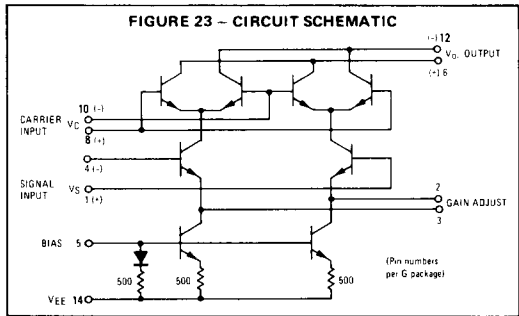 FIGURE 23 – CIRCUIT SCHEMATIC
(-) 12
VO, OUTPUT
(+) 6
10 (-)
CARRIER INPUT VC
8 (+)
4 (-)
SIGNAL INPUT VS
1 (+)
2
GAIN ADJUST
3
BIAS 5
(Pin numbers
per G package)
500 500 500
VEE 14